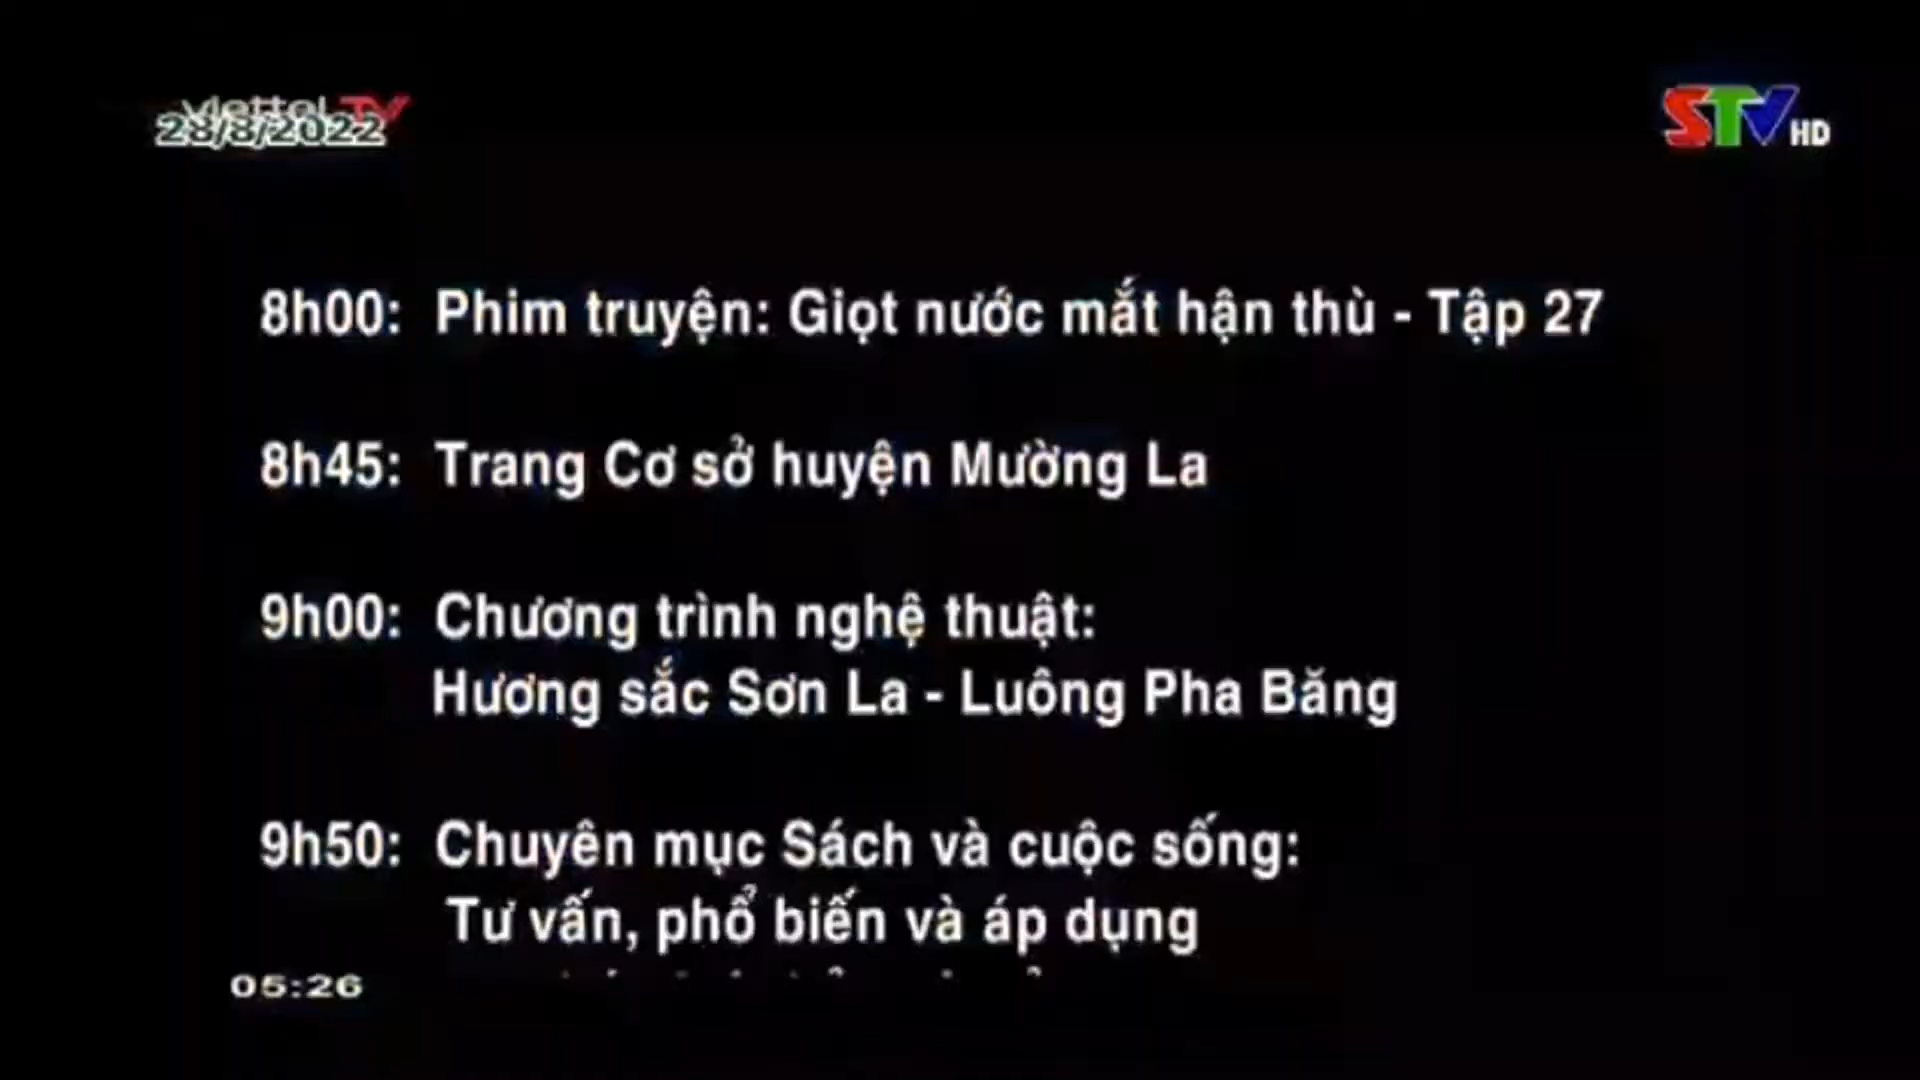 viettel TV
28/8/2022
STV HD
8h00: Phim truyện: Giọt nước mắt hận thù - Tập 27
8h45: Trang Cơ sở huyện Mường La
9h00: Chương trình nghệ thuật:
Hương sắc Sơn La - Luông Pha Băng
9h50: Chuyên mục Sách và cuộc sống:
Tư vấn, phổ biến và áp dụng
05:26